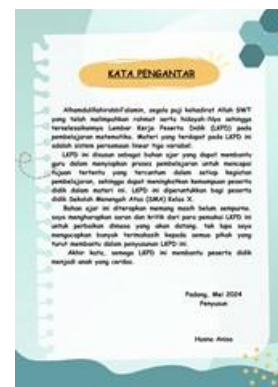 KATA PENGANTAR
Alhamdulillahirabbil'alamin, segala puji kehadirat Allah SWT
yang telah melimpahkan rahmat serta hidayah-Nya sehingga
terselesaikannya Lembar Kerja Peserta Didik (LKPD) pada
pembelajaran matematika. Materi yang terdapat pada LKPD ini
adalah sistem persamaan linear tiga variabel.
LKPD ini disusun sebagai bahan ajar yang dapat membantu
guru dalam menyiapkan proses pembelajaran untuk mencapai
tujuan tertentu yang tercantum dalam setiap kegiatan
pembelajaran, sehingga dapat meningkatkan kemampuan peserta
didik dalam materi ini. LKPD ini diperuntukkan bagi peserta
didik Sekolah Menengah Atas (SMA) Kelas X.
Bahan ajar ini diterapkan memang masih belum sempurna.
saya mengharapkan saran dan kritik dari para pemakai LKPD ini
untuk perbaikan dimasa yang akan datang. tak lupa saya
mengucapkan banyak terimakasih kepada semua pihak yang
turut membantu dalam penyusunan LKPD ini.
Akhir kata, semoga LKPD ini membantu peserta didik
menjadi anak yang cerdas.
Padang, Mei 2024
Penyusun
Husna Anisa